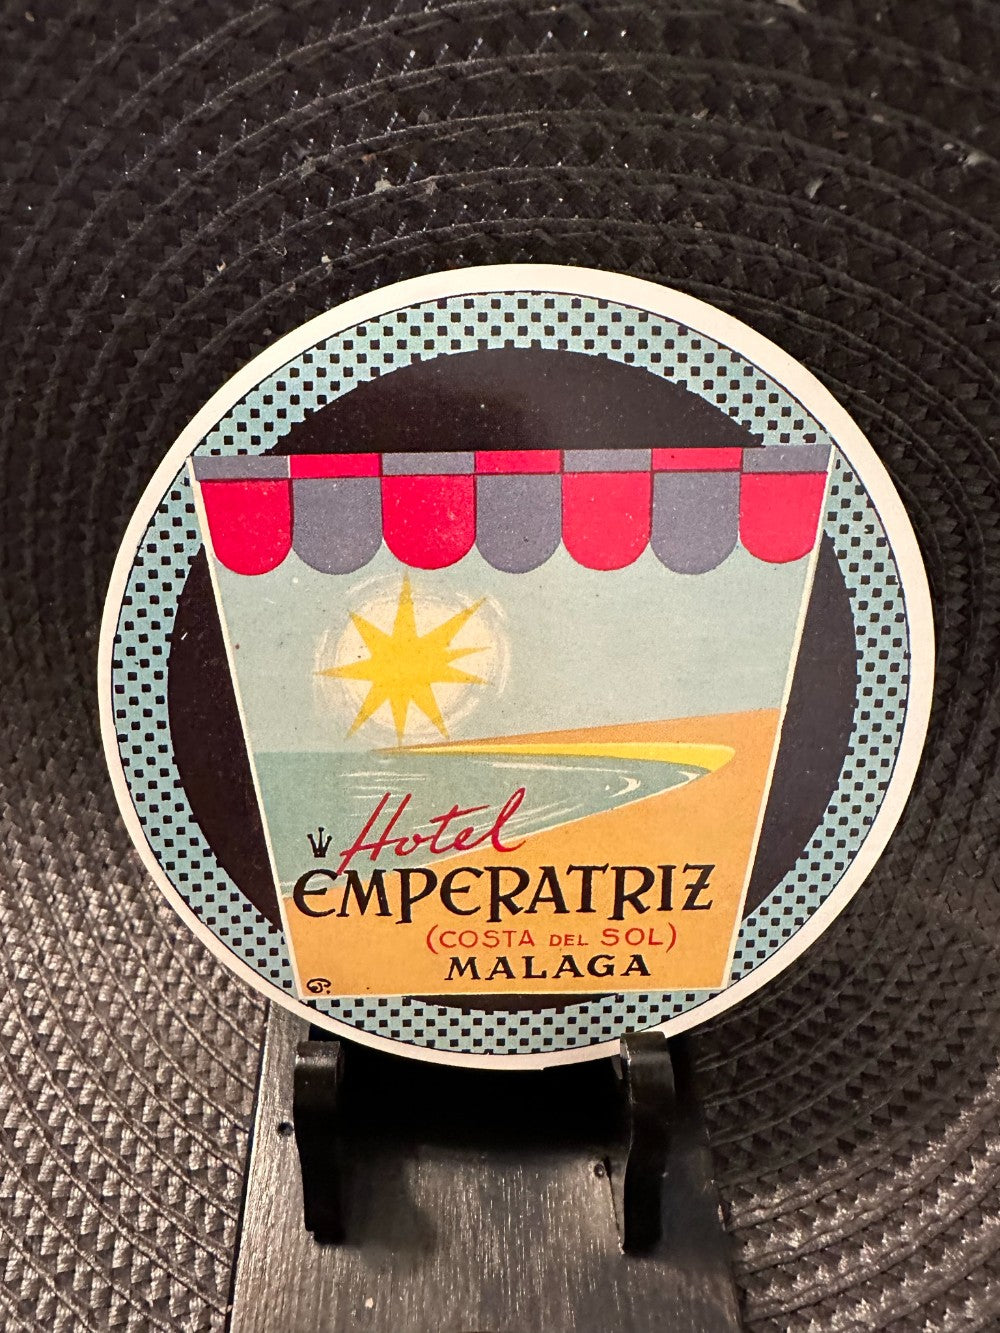 Hotel
EMPERATRIZ
(COSTA DEL SOL)
MALAGA